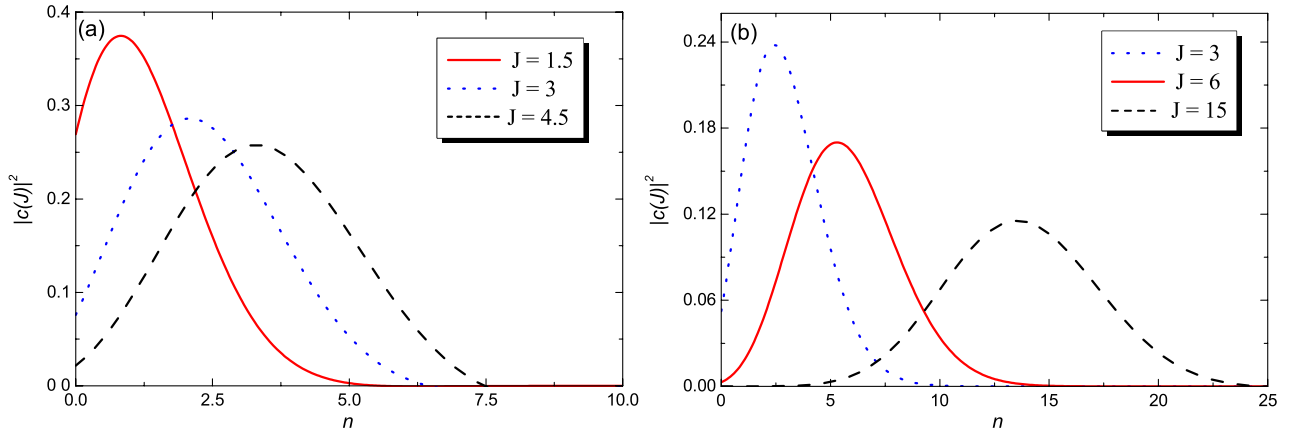 (a)
J = 1.5
J = 3
J = 4.5
0.4
0.3
0.2
0.1
0 0
|c(J)|²
0.0 2.5 5.0 7.5 10.0
n
(b)
J = 3
J = 6
J = 15
0.24
0.18
0.12
0.06
0.00
|c(J)|²
0 5 10 15 20 25
n